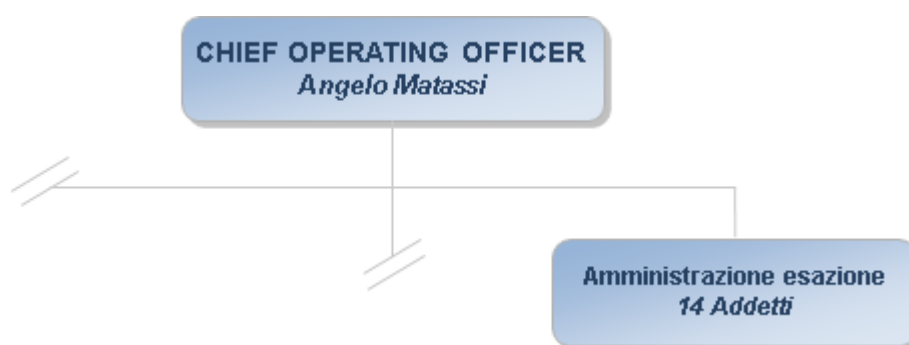 CHIEF OPERATING OFFICER
Angelo Matassi
Amministrazione esazione
14 Addetti